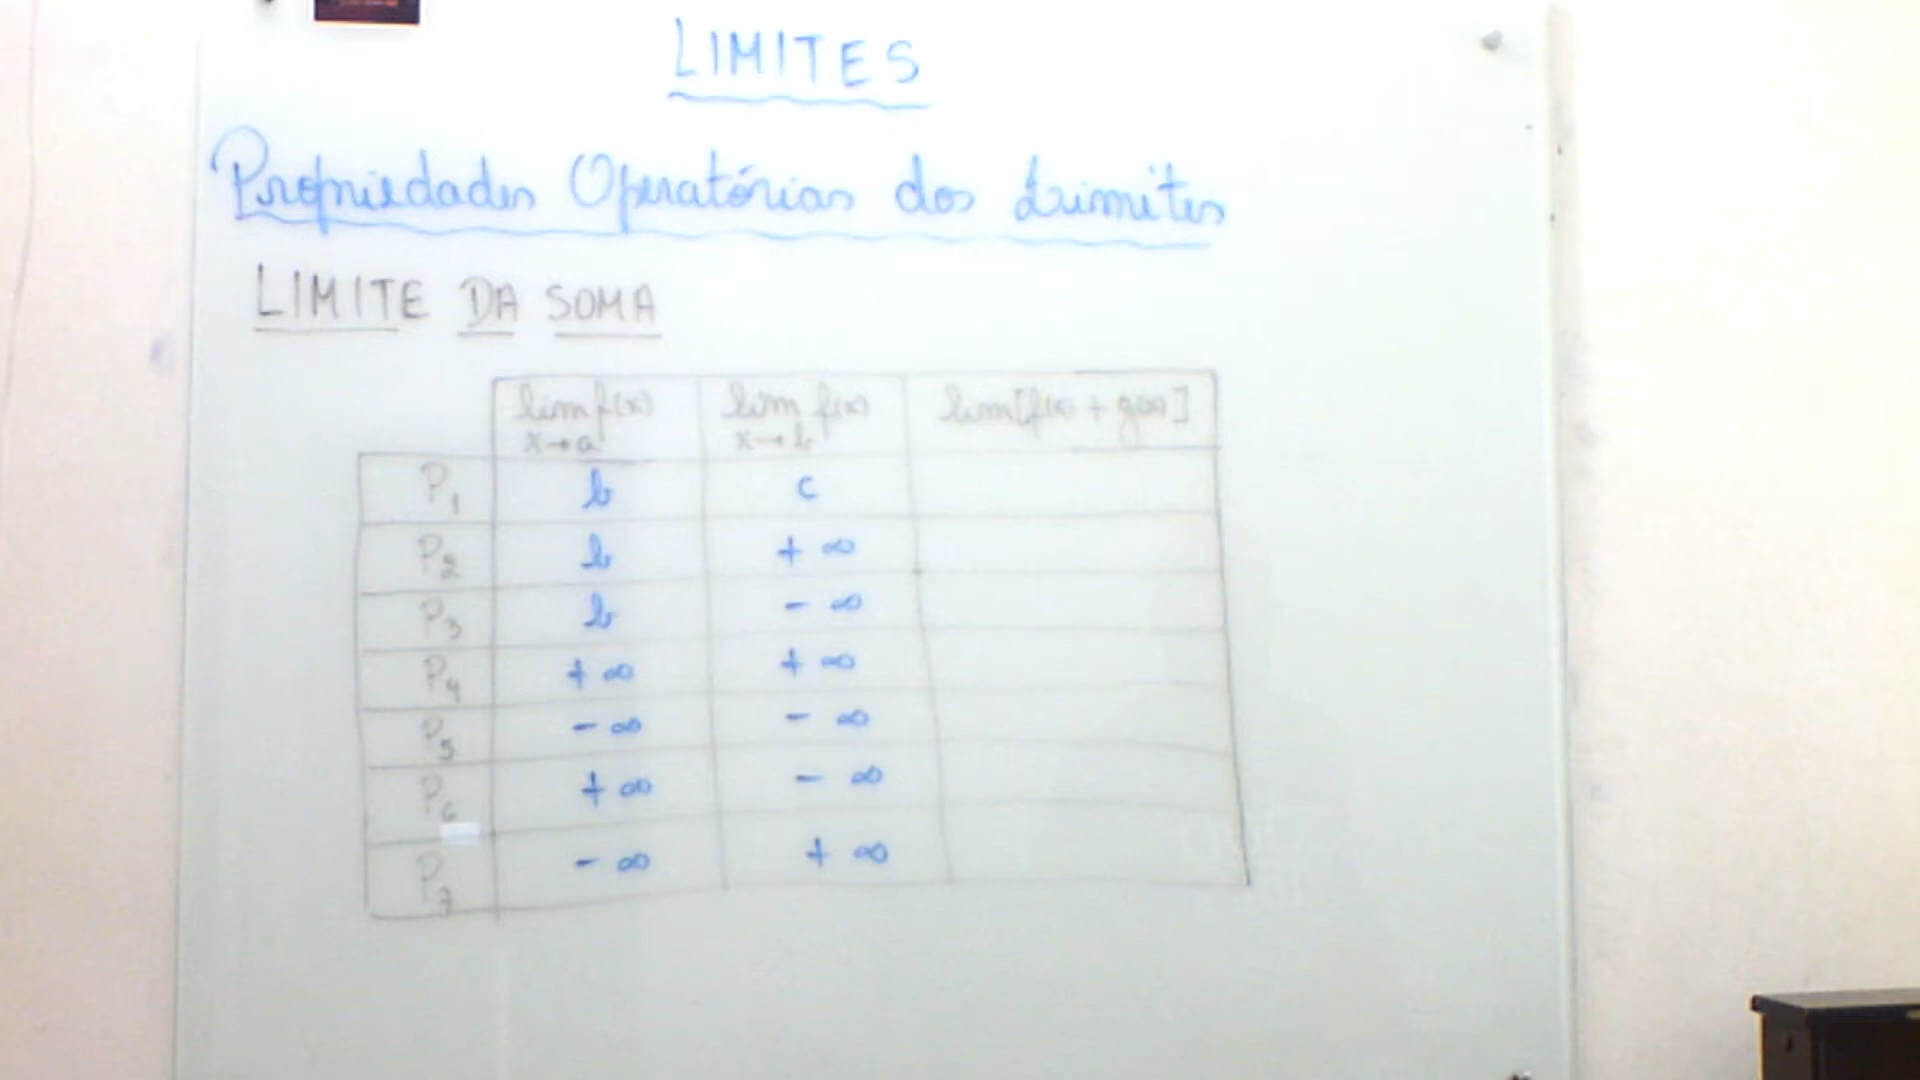 LIMITES
Propriedades Operatórias dos Limites
LIMITE DA SOMA
lim f(x) lim f(x) lim[f(x) + g(x)]
x→a x→b
P1 b c
P2 b + ∞
P3 b - ∞
P4 + ∞ + ∞
P5 - ∞ - ∞
P6 + ∞ - ∞
P7 - ∞ + ∞